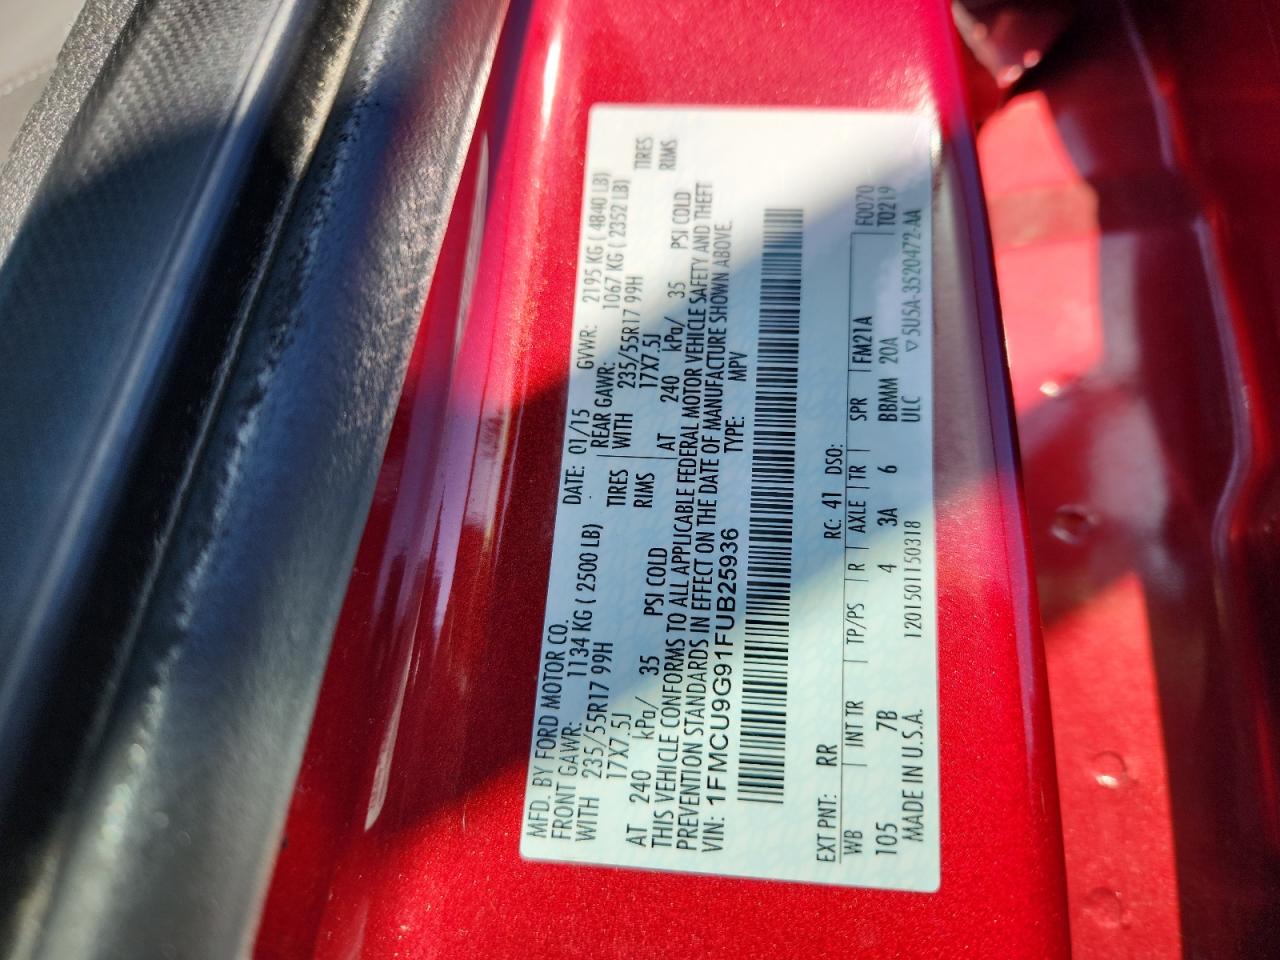 MFD. BY FORD MOTOR CO. DATE: 01/15 GVWR: 2195 KG ( 4840 LB)
FRONT GAWR: 1134 KG ( 2500 LB) REAR GAWR: 1067 KG ( 2352 LB)
WITH 235/55R17 99H TIRES WITH 235/55R17 99H TIRES
17X7.5J RIMS 17X7.5J RIMS
AT 240 kPa/ 35 PSI COLD AT 240 kPa/ 35 PSI COLD
THIS VEHICLE CONFORMS TO ALL APPLICABLE FEDERAL MOTOR VEHICLE SAFETY AND THEFT
PREVENTION STANDARDS IN EFFECT ON THE DATE OF MANUFACTURE SHOWN ABOVE.
VIN: 1FMCU9G91FUB25936 TYPE: MPV
EXT PNT: RR RC: 41 DSO: F0070
WB INT TR TP/PS R AXLE TR SPR FM21A T0219
105 7B 4 3A 6 BBMM 20A
MADE IN U.S.A. 1201501150318 ULC ▽5U5A-3520472-AA